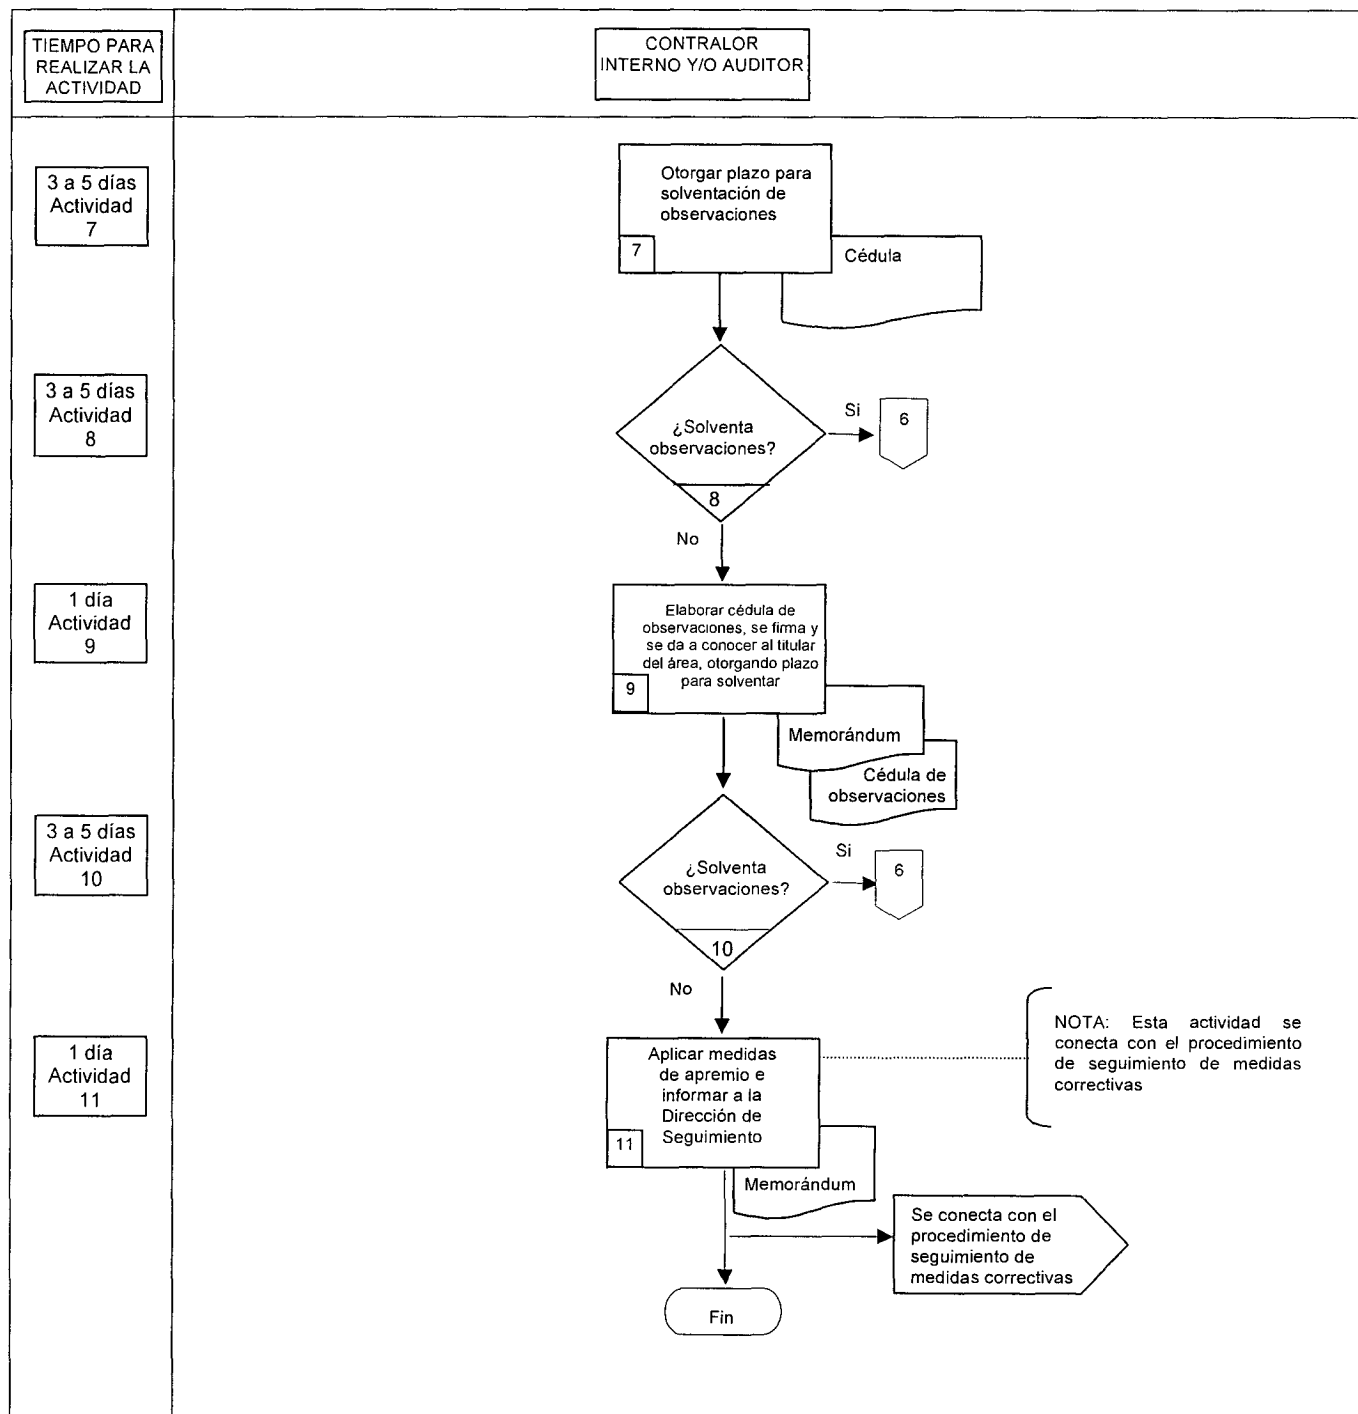 TIEMPO PARA
REALIZAR LA
ACTIVIDAD
CONTRALOR
INTERNO Y/O AUDITOR
3 a 5 días
Actividad
7
Otorgar plazo para
solventación de
observaciones
7
Cédula
3 a 5 días
Actividad
8
¿Solventa
observaciones?
8
Si
6
No
1 día
Actividad
9
Elaborar cédula de
observaciones, se firma y
se da a conocer al titular
del área, otorgando plazo
para solventar
9
Memorándum
Cédula de
observaciones
3 a 5 días
Actividad
10
¿Solventa
observaciones?
10
Si
6
No
1 día
Actividad
11
Aplicar medidas
de apremio e
informar a la
Dirección de
Seguimiento
11
Memorándum
NOTA: Esta actividad se
conecta con el procedimiento
de seguimiento de medidas
correctivas
Se conecta con el
procedimiento de
seguimiento de
medidas correctivas
Fin